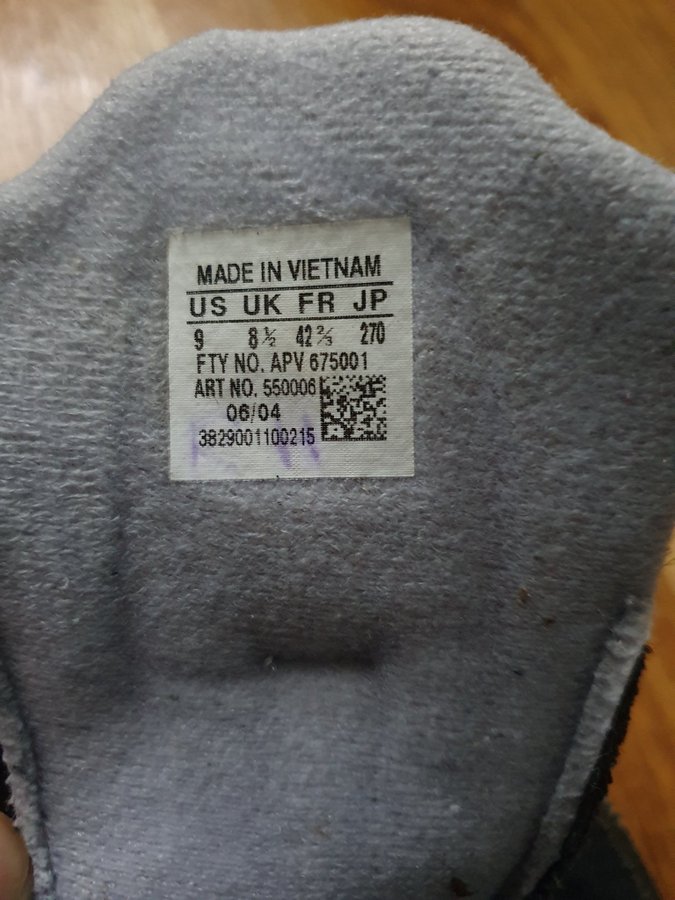 MADE IN VIETNAM
US UK FR JP
9 8½ 42⅔ 270
FTY NO. APV 675001
ART NO. 550006
06/04
3829001100215